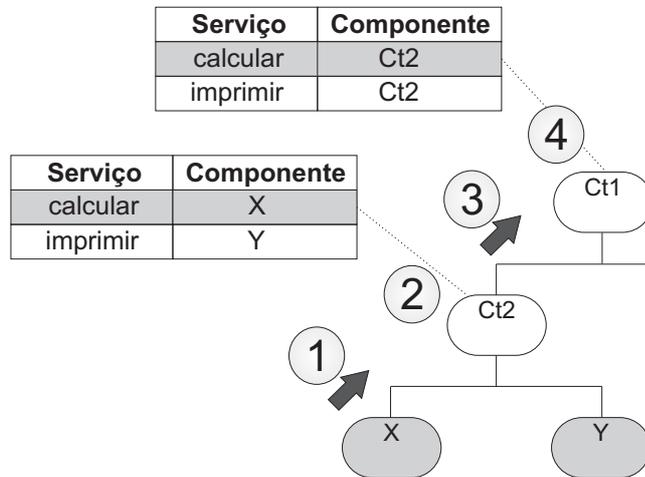 Serviço Componente
calcular Ct2
imprimir Ct2
4
Serviço Componente
calcular X
imprimir Y
3
Ct1
2
Ct2
1
X Y